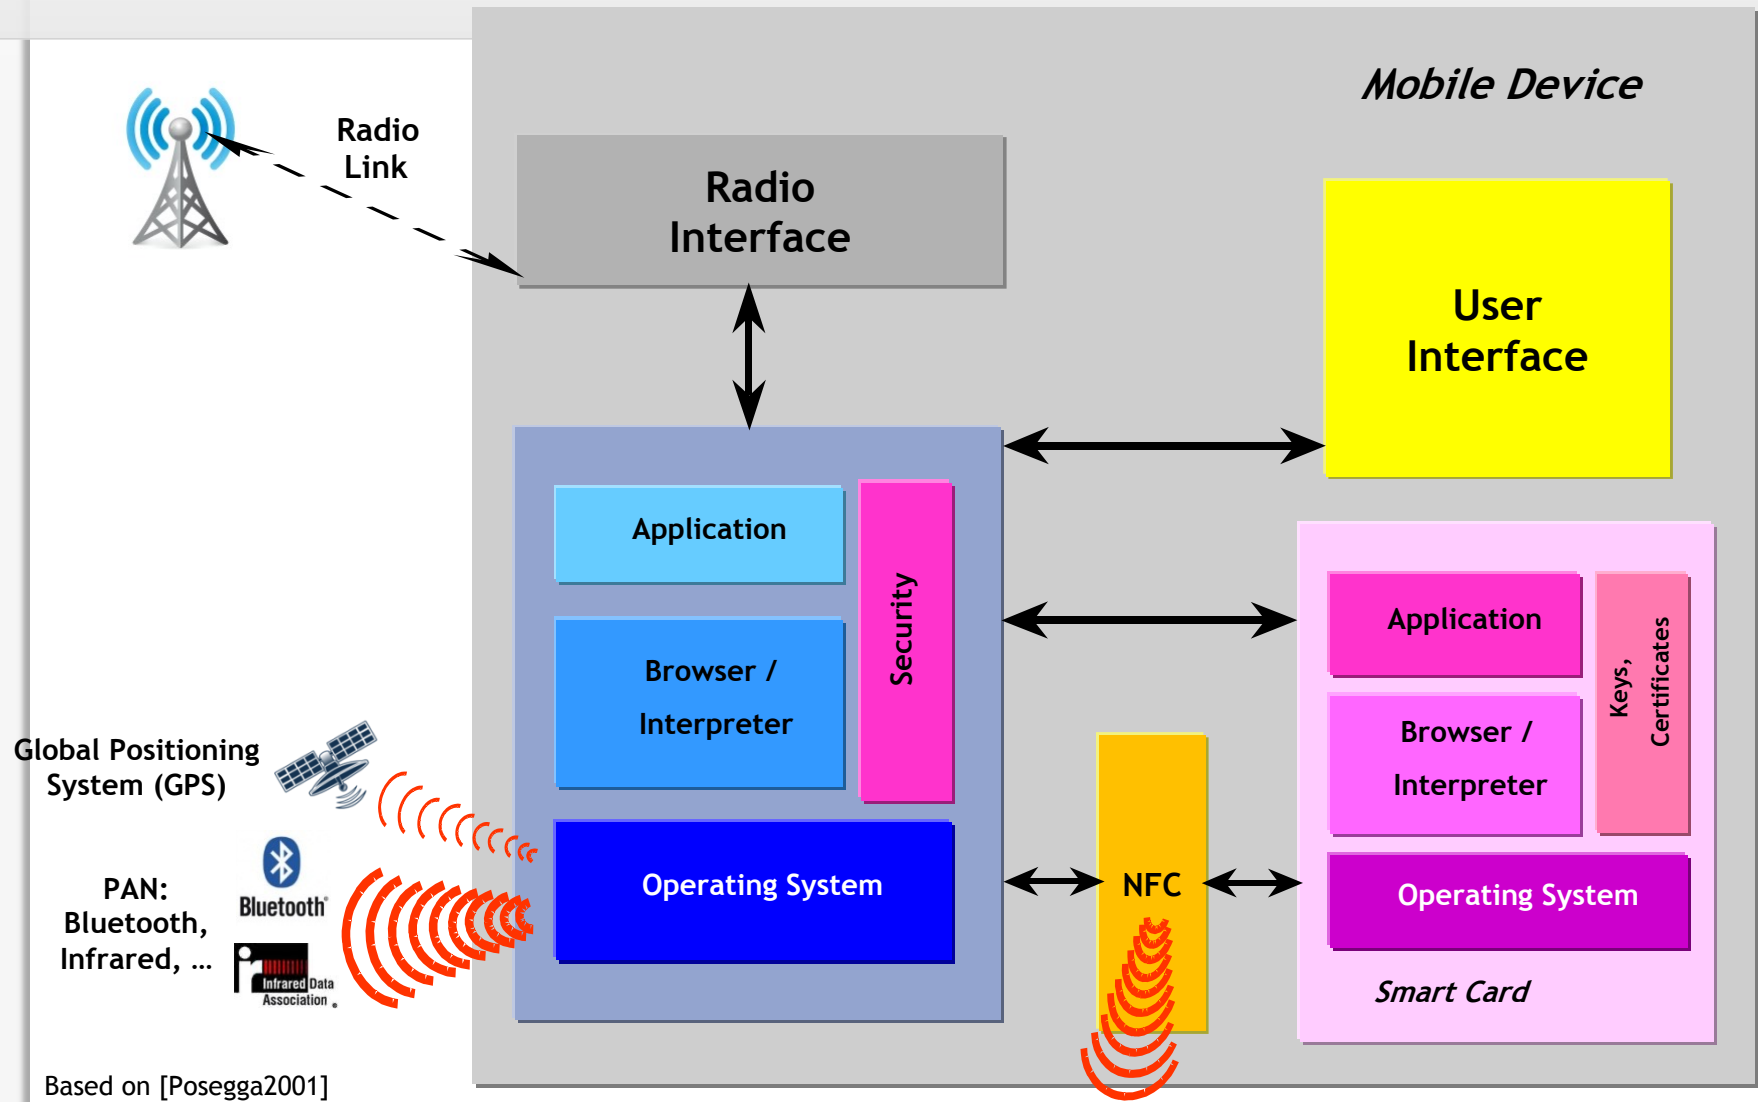 Mobile Device
Radio
Link
Radio
Interface
User
Interface
Application
Security
Browser /
Interpreter
Operating System
NFC
Application
Keys,
Certificates
Browser /
Interpreter
Operating System
Smart Card
Global Positioning
System (GPS)
PAN:
Bluetooth,
Infrared, …
Bluetooth®
Infrared Data
Association
Based on [Posegga2001]